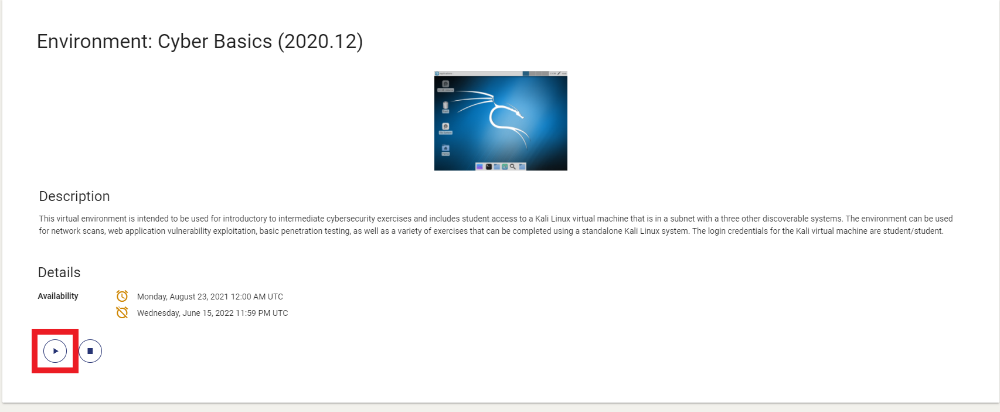 Environment: Cyber Basics (2020.12)
Description
This virtual environment is intended to be used for introductory to intermediate cybersecurity exercises and includes student access to a Kali Linux virtual machine that is in a subnet with a three other discoverable systems. The environment can be used
for network scans, web application vulnerability exploitation, basic penetration testing, as well as a variety of exercises that can be completed using a standalone Kali Linux system. The login credentials for the Kali virtual machine are student/student.
Details
Availability
Monday, August 23, 2021 12:00 AM UTC
Wednesday, June 15, 2022 11:59 PM UTC